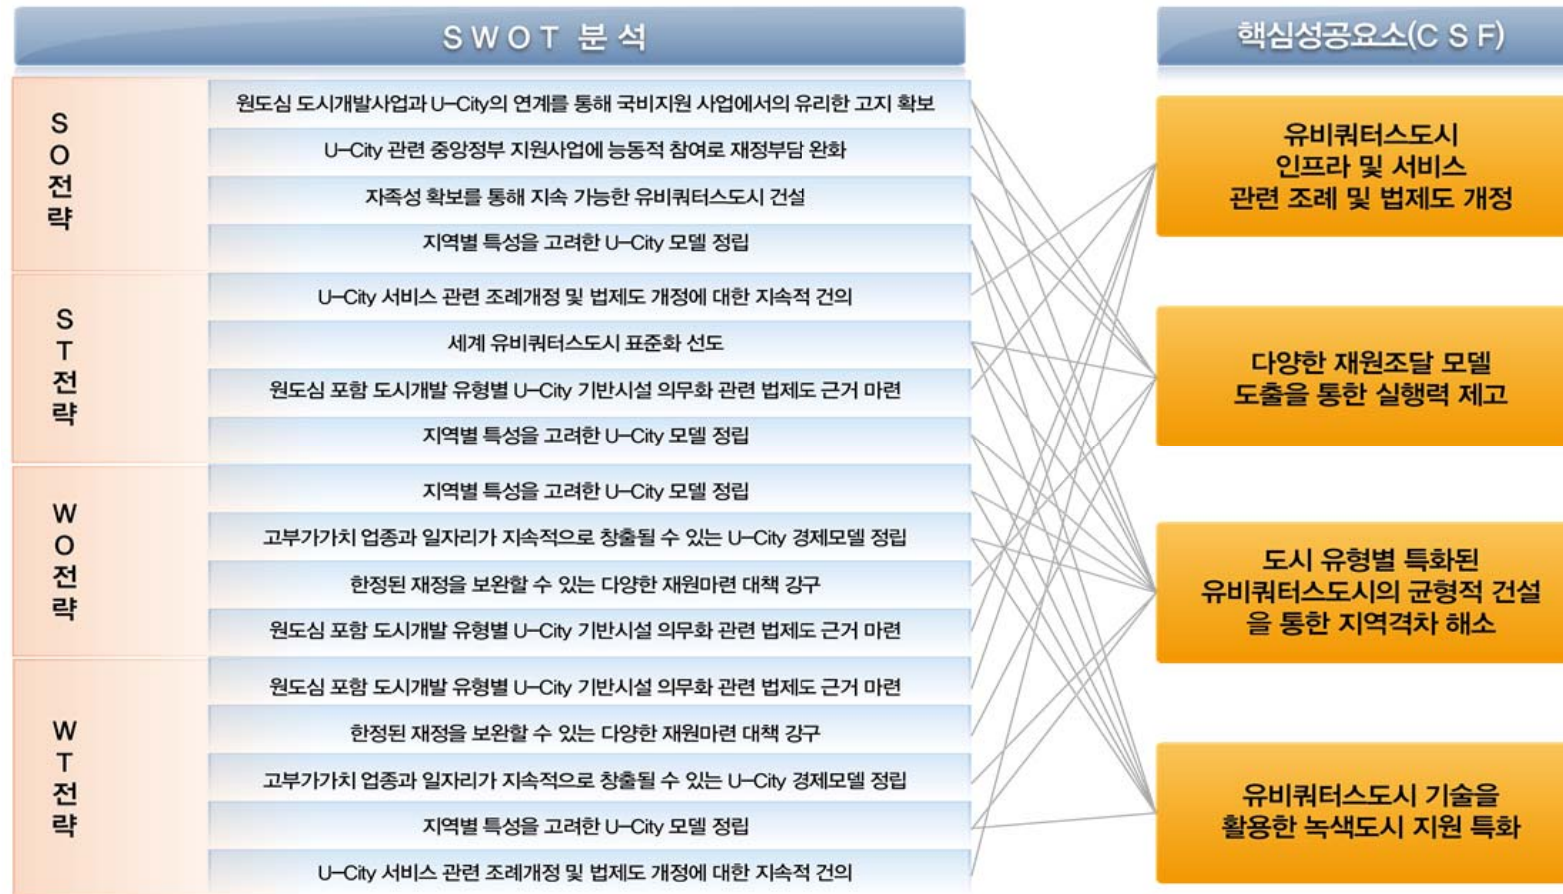 SWOT 분석
핵심성공요소(CSF)
SO전략
원도심 도시개발사업과 U-City의 연계를 통해 국비지원 사업에서의 유리한 고지 확보
U-City 관련 중앙정부 지원사업에 능동적 참여로 재정부담 완화
자족성 확보를 통해 지속 가능한 유비쿼터스도시 건설
지역별 특성을 고려한 U-City 모델 정립
ST전략
U-City 서비스 관련 조례개정 및 법제도 개정에 대한 지속적 건의
세계 유비쿼터스도시 표준화 선도
원도심 포함 도시개발 유형별 U-City 기반시설 의무화 관련 법제도 근거 마련
지역별 특성을 고려한 U-City 모델 정립
WO전략
지역별 특성을 고려한 U-City 모델 정립
고부가가치 업종과 일자리가 지속적으로 창출될 수 있는 U-City 경제모델 정립
한정된 재정을 보완할 수 있는 다양한 재원마련 대책 강구
원도심 포함 도시개발 유형별 U-City 기반시설 의무화 관련 법제도 근거 마련
WT전략
원도심 포함 도시개발 유형별 U-City 기반시설 의무화 관련 법제도 근거 마련
한정된 재정을 보완할 수 있는 다양한 재원마련 대책 강구
고부가가치 업종과 일자리가 지속적으로 창출될 수 있는 U-City 경제모델 정립
지역별 특성을 고려한 U-City 모델 정립
U-City 서비스 관련 조례개정 및 법제도 개정에 대한 지속적 건의
유비쿼터스도시
인프라 및 서비스
관련 조례 및 법제도 개정
다양한 재원조달 모델
도출을 통한 실행력 제고
도시 유형별 특화된
유비쿼터스도시의 균형적 건설
을 통한 지역격차 해소
유비쿼터스도시 기술을
활용한 녹색도시 지원 특화